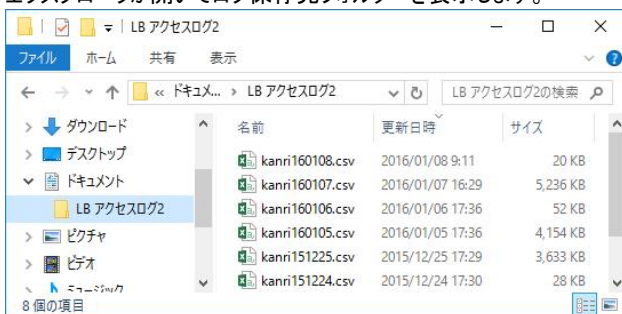 エクスプローラが開いてログ保存先フォルダーを表示します。
LB アクセスログ2
ファイル ホーム 共有 表示
« ドキュメ... › LB アクセスログ2
LB アクセスログ2の検索
ダウンロード
デスクトップ
ドキュメント
LB アクセスログ2
ピクチャ
ビデオ
ミュージック
名前 更新日時 サイズ
kanri160108.csv 2016/01/08 9:11 20 KB
kanri160107.csv 2016/01/07 16:29 5,236 KB
kanri160106.csv 2016/01/06 17:36 52 KB
kanri160105.csv 2016/01/05 17:36 4,154 KB
kanri151225.csv 2015/12/25 17:29 3,633 KB
kanri151224.csv 2015/12/24 17:30 28 KB
8 個の項目